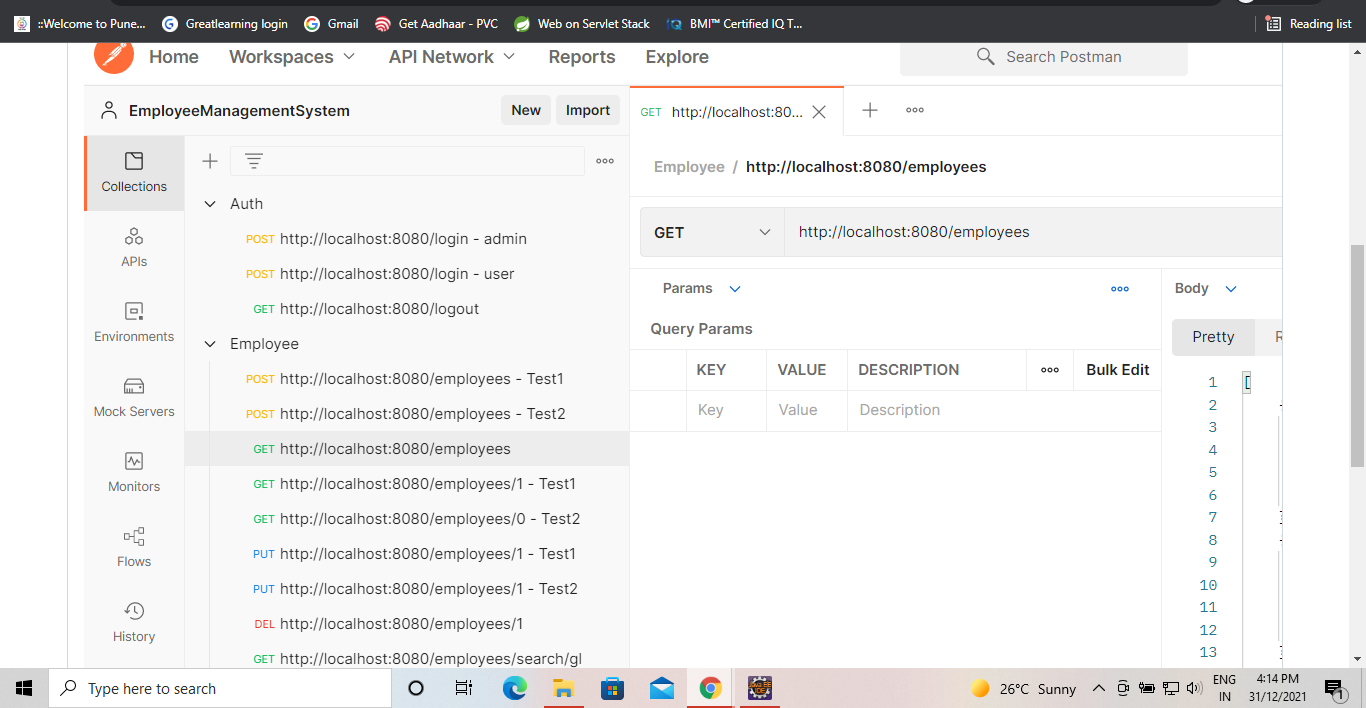 ::Welcome to Pune... Greatlearning login Gmail Get Aadhaar - PVC Web on Servlet Stack BMI™ Certified IQ T... Reading list
Home Workspaces API Network Reports Explore Search Postman
EmployeeManagementSystem New Import
GET http://localhost:80...
Employee / http://localhost:8080/employees
Collections
APIs
Environments
Mock Servers
Monitors
Flows
History
Auth
POST http://localhost:8080/login - admin
POST http://localhost:8080/login - user
GET http://localhost:8080/logout
Employee
POST http://localhost:8080/employees - Test1
POST http://localhost:8080/employees - Test2
GET http://localhost:8080/employees
GET http://localhost:8080/employees/1 - Test1
GET http://localhost:8080/employees/0 - Test2
PUT http://localhost:8080/employees/1 - Test1
PUT http://localhost:8080/employees/1 - Test2
DEL http://localhost:8080/employees/1
GET http://localhost:8080/employees/search/gl
GET http://localhost:8080/employees
Params
Query Params
KEY VALUE DESCRIPTION Bulk Edit
Key Value Description
Body
Pretty R
1 [
2
3
4
5
6
7
8
9
10
11
12
13
Type here to search
26°C Sunny
ENG
IN
4:14 PM
31/12/2021
1